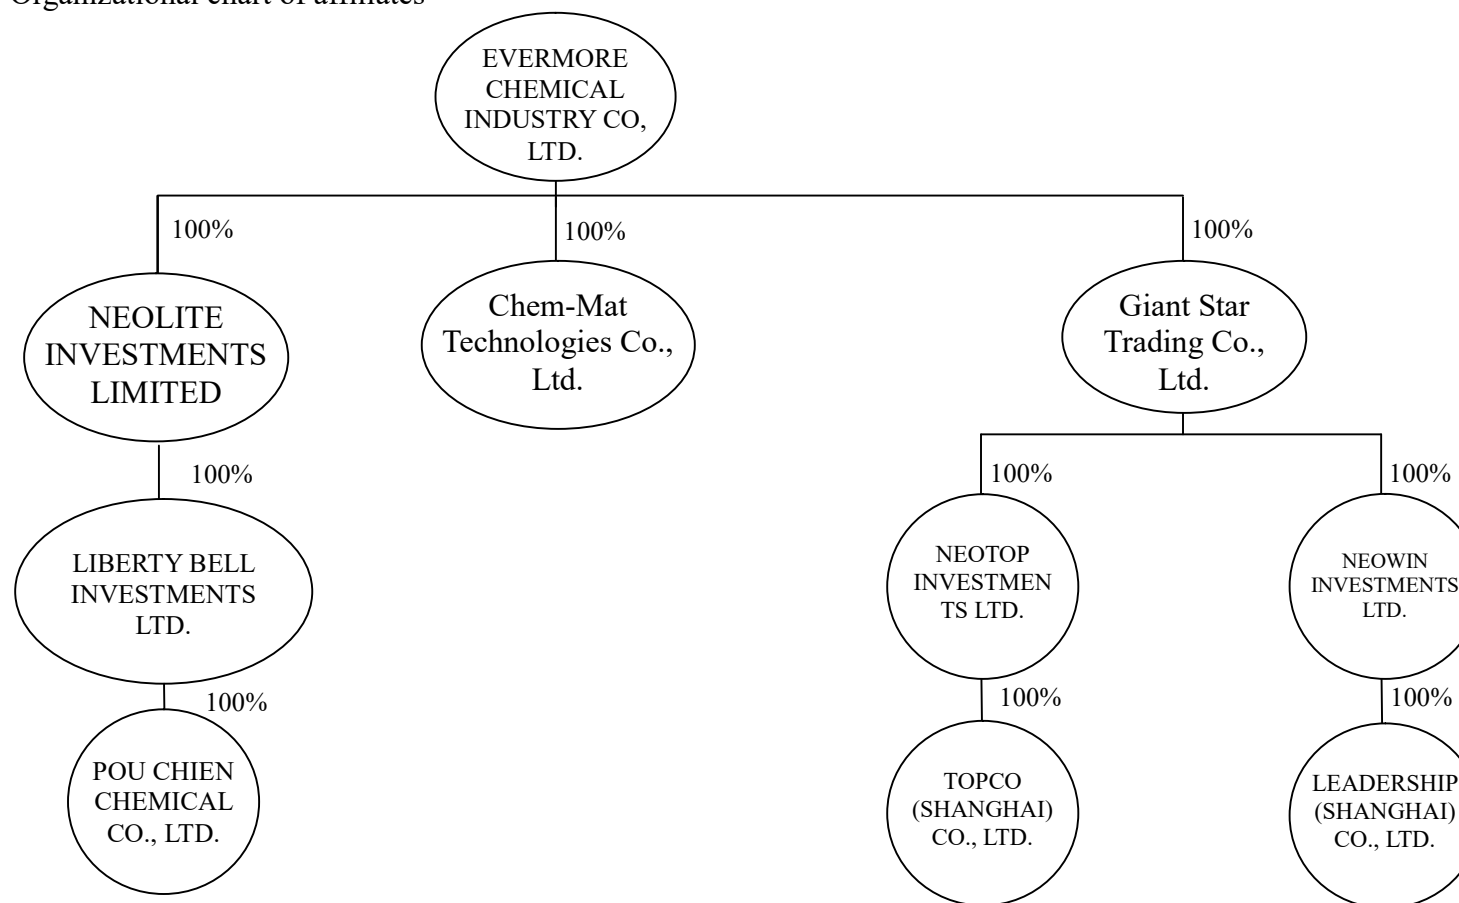 Organizational chart of affiliates
EVERMORE
CHEMICAL
INDUSTRY CO,
LTD.
100%
100%
100%
NEOLITE
INVESTMENTS
LIMITED
Chem-Mat
Technologies Co.,
Ltd.
Giant Star
Trading Co.,
Ltd.
100%
100%
100%
LIBERTY BELL
INVESTMENTS
LTD.
NEOTOP
INVESTMEN
TS LTD.
NEOWIN
INVESTMENTS
LTD.
100%
100%
100%
POU CHIEN
CHEMICAL
CO., LTD.
TOPCO
(SHANGHAI)
CO., LTD.
LEADERSHIP
(SHANGHAI)
CO., LTD.